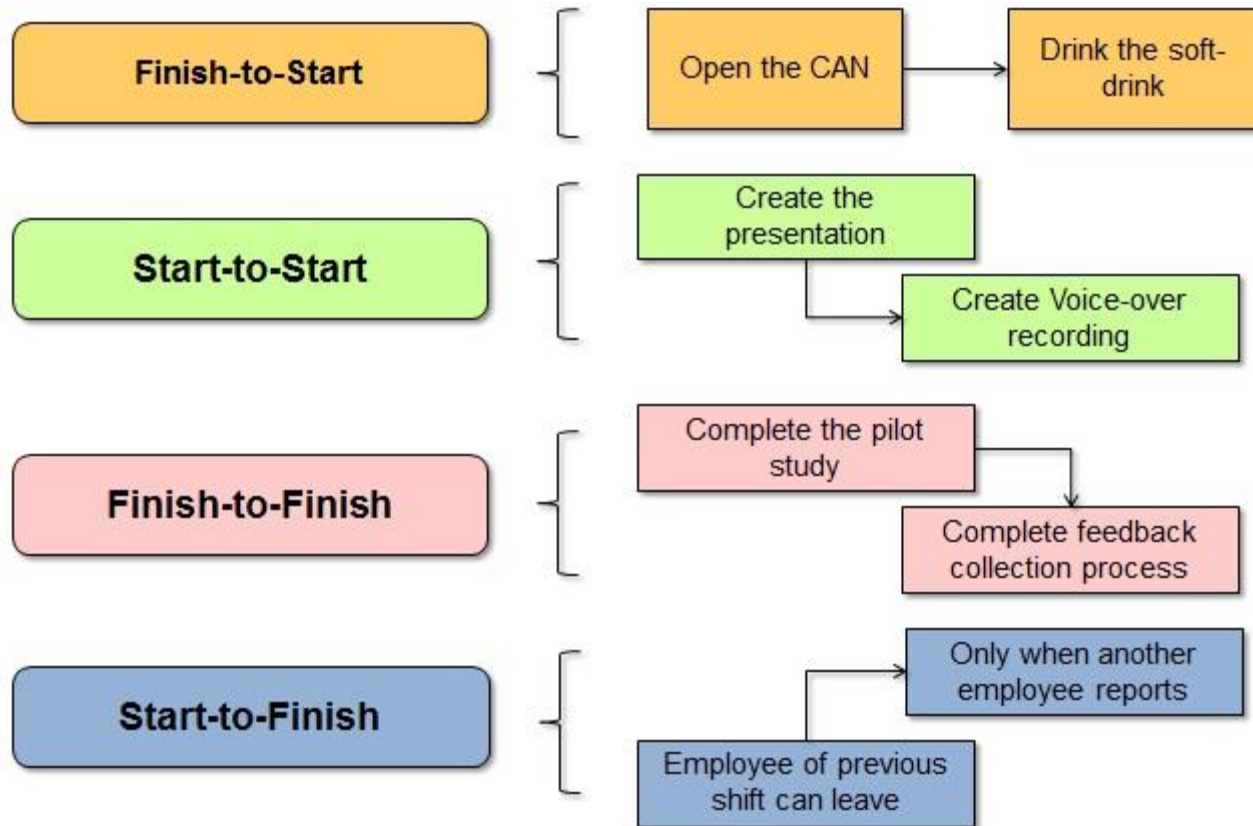 Finish-to-Start
Open the CAN
Drink the soft-
drink
Start-to-Start
Create the
presentation
Create Voice-over
recording
Finish-to-Finish
Complete the pilot
study
Complete feedback
collection process
Start-to-Finish
Only when another
employee reports
Employee of previous
shift can leave